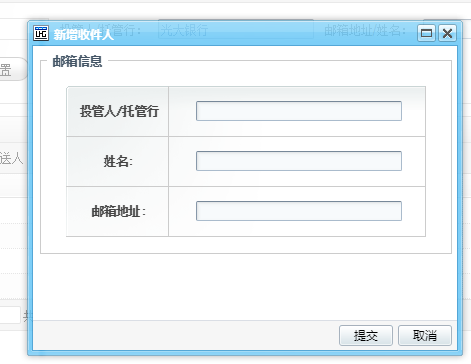 投管人/托管行: 光大银行 邮箱地址/姓名:
新增收件人
置
邮箱信息
投管人/托管行
姓名:
送人
邮箱地址:
共
提交 取消